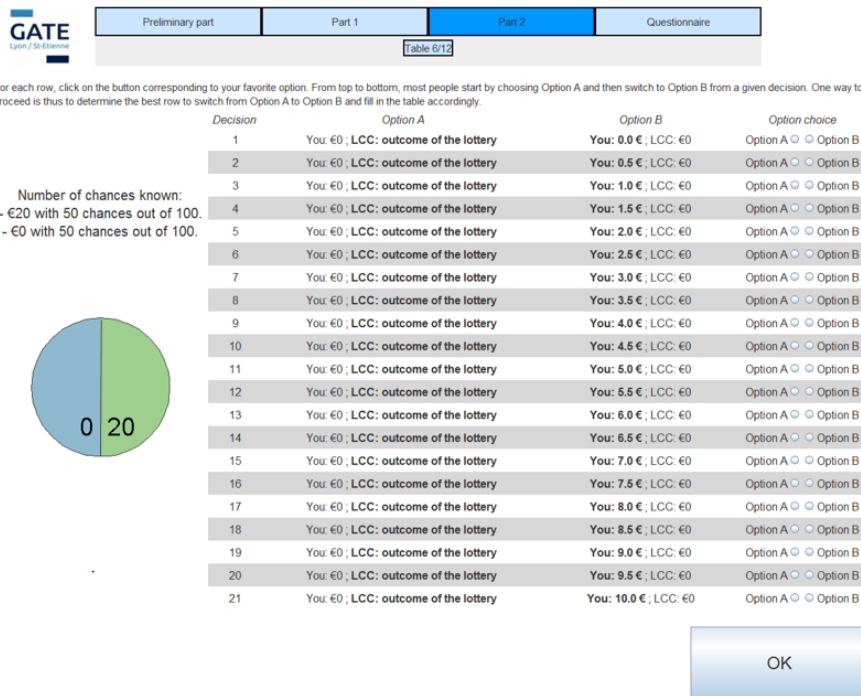 GATE
Lyon / St-Etienne
Preliminary part Part 1 Part 2 Questionnaire
Table 6/12
or each row, click on the button corresponding to your favorite option. From top to bottom, most people start by choosing Option A and then switch to Option B from a given decision. One way to
roceed is thus to determine the best row to switch from Option A to Option B and fill in the table accordingly.
Decision Option A Option B Option choice
1 You: €0 ; LCC: outcome of the lottery You: 0.0 € ; LCC: €0 Option A Option B
2 You: €0 ; LCC: outcome of the lottery You: 0.5 € ; LCC: €0 Option A Option B
3 You: €0 ; LCC: outcome of the lottery You: 1.0 € ; LCC: €0 Option A Option B
4 You: €0 ; LCC: outcome of the lottery You: 1.5 € ; LCC: €0 Option A Option B
5 You: €0 ; LCC: outcome of the lottery You: 2.0 € ; LCC: €0 Option A Option B
6 You: €0 ; LCC: outcome of the lottery You: 2.5 € ; LCC: €0 Option A Option B
7 You: €0 ; LCC: outcome of the lottery You: 3.0 € ; LCC: €0 Option A Option B
8 You: €0 ; LCC: outcome of the lottery You: 3.5 € ; LCC: €0 Option A Option B
9 You: €0 ; LCC: outcome of the lottery You: 4.0 € ; LCC: €0 Option A Option B
10 You: €0 ; LCC: outcome of the lottery You: 4.5 € ; LCC: €0 Option A Option B
11 You: €0 ; LCC: outcome of the lottery You: 5.0 € ; LCC: €0 Option A Option B
12 You: €0 ; LCC: outcome of the lottery You: 5.5 € ; LCC: €0 Option A Option B
13 You: €0 ; LCC: outcome of the lottery You: 6.0 € ; LCC: €0 Option A Option B
14 You: €0 ; LCC: outcome of the lottery You: 6.5 € ; LCC: €0 Option A Option B
15 You: €0 ; LCC: outcome of the lottery You: 7.0 € ; LCC: €0 Option A Option B
16 You: €0 ; LCC: outcome of the lottery You: 7.5 € ; LCC: €0 Option A Option B
17 You: €0 ; LCC: outcome of the lottery You: 8.0 € ; LCC: €0 Option A Option B
18 You: €0 ; LCC: outcome of the lottery You: 8.5 € ; LCC: €0 Option A Option B
19 You: €0 ; LCC: outcome of the lottery You: 9.0 € ; LCC: €0 Option A Option B
20 You: €0 ; LCC: outcome of the lottery You: 9.5 € ; LCC: €0 Option A Option B
21 You: €0 ; LCC: outcome of the lottery You: 10.0 € ; LCC: €0 Option A Option B
Number of chances known:
- €20 with 50 chances out of 100.
- €0 with 50 chances out of 100.
0 20
OK